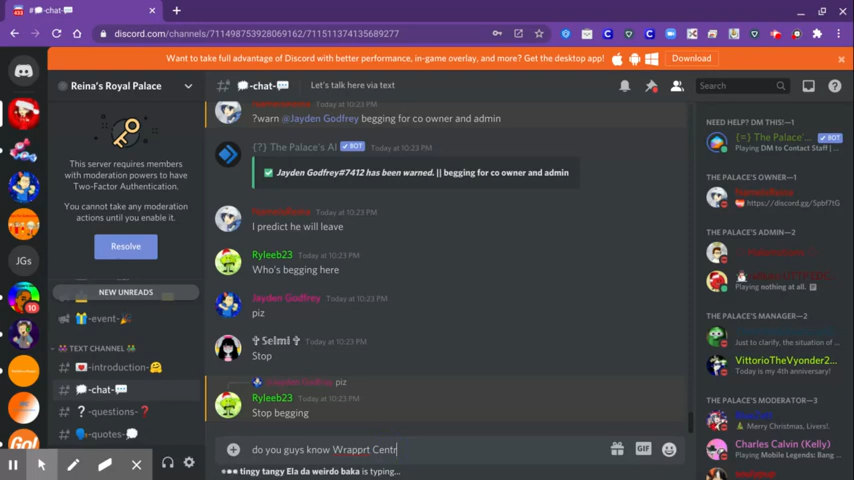 #💭-chat-💬
discord.com/channels/711498753928069162/711511374135689277
Want to take full advantage of Discord with better performance, in-game overlay, and more? Get the desktop app!
Download
Reina's Royal Palace
💭-chat-💬
Let's talk here via text
Search
This server requires members
with moderation powers to have
Two-Factor Authentication.
You cannot take any moderation
actions until you enable it.
Resolve
JGs
NEW UNREADS
10
-event-🎉
TEXT CHANNEL
💌-introduction-🤗
💭-chat-💬
❔-questions-❓
🗣-quotes-💭
Go!
Today at 10:23 PM
?warn @Jayden Godfrey begging for co owner and admin
{?} The Palace's AI BOT Today at 10:23 PM
✅ Jayden Godfrey#7412 has been warned. || begging for co owner and admin
Today at 10:23 PM
I predict he will leave
Ryleeb23 Today at 10:23 PM
Who's begging here
Jayden Godfrey Today at 10:23 PM
piz
✞Selmi✞ Today at 10:23 PM
Stop
Jayden Godfrey piz
Ryleeb23 Today at 10:23 PM
Stop begging
do you guys know Wrapprt Centr
GIF
tingy tangy Ela da weirdo baka is typing...
NEED HELP? DM THIS!—1
{=} The Palace'... BOT
Playing DM to Contact Staff |...
THE PALACE'S OWNER—1
https://discord.gg/5pbf7tG
THE PALACE'S ADMIN—2
Playing nothing at all.
THE PALACE'S MANAGER—2
Just to clarify, the situation of ...
VittorioTheVyonder2...
Today is my 4th anniversary!
THE PALACE'S MODERATOR—3
Merry Christmas, Livers!.
Charles Calvin (Kelly)
Playing Mobile Legends: Bang ...